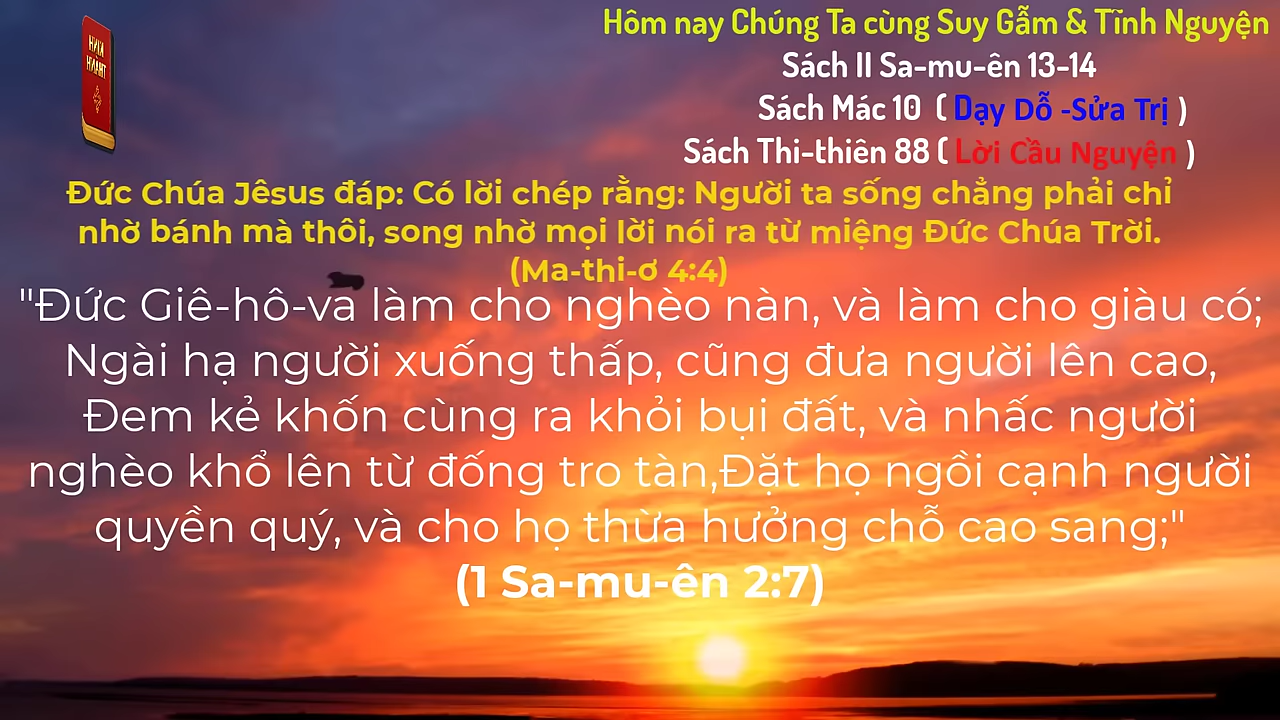 Hôm nay Chúng Ta cùng Suy Gẫm & Tĩnh Nguyện
Sách II Sa-mu-ên 13-14
Sách Mác 10 ( Dạy Dỗ -Sửa Trị )
Sách Thi-thiên 88 ( Lời Cầu Nguyện )
Đức Chúa Jêsus đáp: Có lời chép rằng: Người ta sống chẳng phải chỉ
nhờ bánh mà thôi, song nhờ mọi lời nói ra từ miệng Đức Chúa Trời.
(Ma-thi-ơ 4:4)
"Đức Giê-hô-va làm cho nghèo nàn, và làm cho giàu có;
Ngài hạ người xuống thấp, cũng đưa người lên cao,
Đem kẻ khốn cùng ra khỏi bụi đất, và nhấc người
nghèo khổ lên từ đống tro tàn,Đặt họ ngồi cạnh người
quyền quý, và cho họ thừa hưởng chỗ cao sang;"
(1 Sa-mu-ên 2:7)